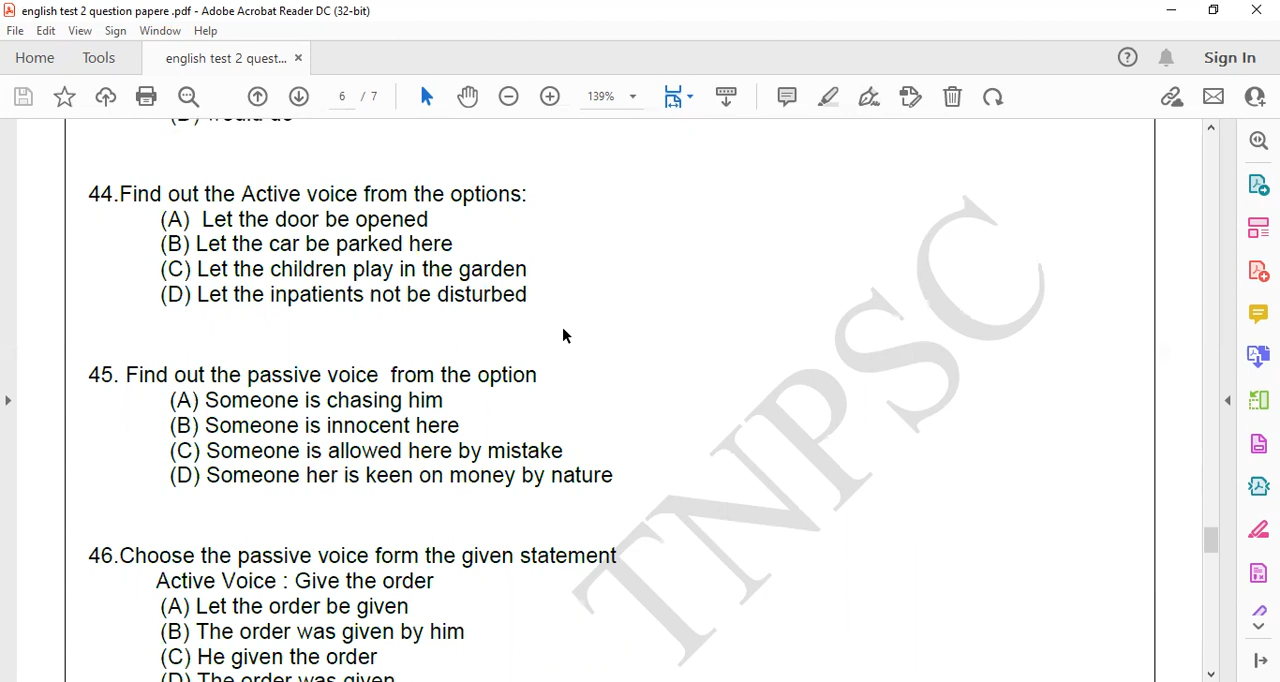 english test 2 question papere .pdf - Adobe Acrobat Reader DC (32-bit)
File Edit View Sign Window Help
Home Tools english test 2 quest... × Sign In
6 / 7 139%
44.Find out the Active voice from the options:
(A) Let the door be opened
(B) Let the car be parked here
(C) Let the children play in the garden
(D) Let the inpatients not be disturbed
45. Find out the passive voice from the option
(A) Someone is chasing him
(B) Someone is innocent here
(C) Someone is allowed here by mistake
(D) Someone her is keen on money by nature
46.Choose the passive voice form the given statement
Active Voice : Give the order
(A) Let the order be given
(B) The order was given by him
(C) He given the order
(D) The order was given
TNPSC